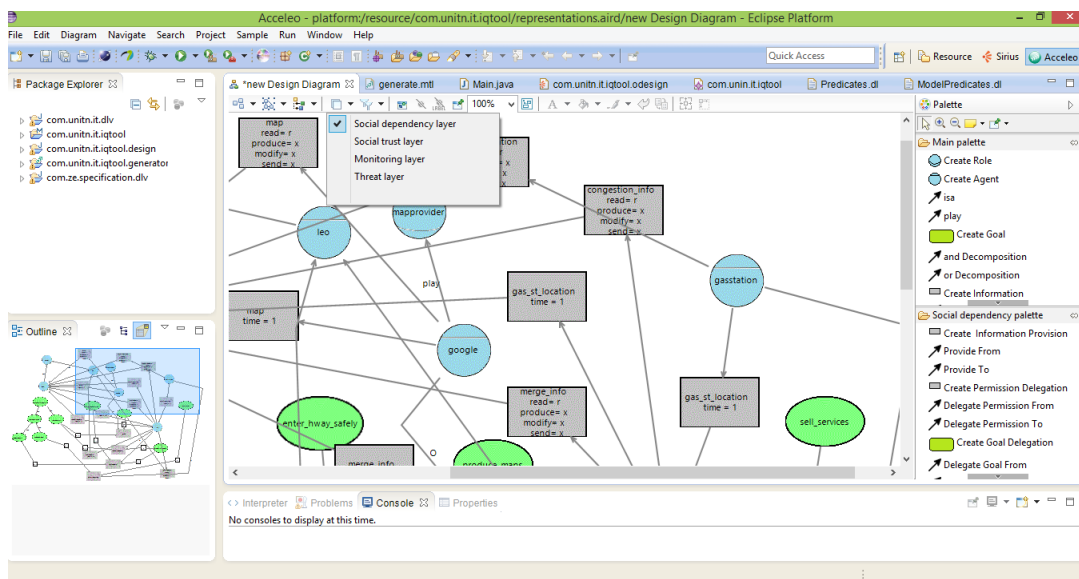 Acceleo - platform:/resource/com.unitn.it.iqtool/representations.aird/new Design Diagram - Eclipse Platform
File Edit Diagram Navigate Search Project Sample Run Window Help
Quick Access
Resource
Sirius
Acceleo
Package Explorer
com.unitn.it.dlv
com.unitn.it.iqtool
com.unitn.it.iqtool.design
com.unitn.it.iqtool.generator
com.ze.specification.dlv
Outline
*new Design Diagram
generate.mtl
Main.java
com.unitn.it.iqtool.odesign
com.unin.it.iqtool
Predicates.dl
ModelPredicates.dl
100%
Social dependency layer
Social trust layer
Monitoring layer
Threat layer
map
read= r
produce= x
modify= x
send= x
tion
x
x
x
leo
mapprovider
congestion_info
read= r
produce= x
modify= x
send= x
gasstation
play
gas_st_location
time = 1
map
time = 1
google
merge_info
read= r
produce= x
modify= x
send= x
gas_st_location
time = 1
sell_services
enter_hway_safely
merge_info
produce_maps
Palette
Main palette
Create Role
Create Agent
isa
play
Create Goal
and Decomposition
or Decomposition
Create Information
Social dependency palette
Create Information Provision
Provide From
Provide To
Create Permission Delegation
Delegate Permission From
Delegate Permission To
Create Goal Delegation
Delegate Goal From
Interpreter
Problems
Console
Properties
No consoles to display at this time.